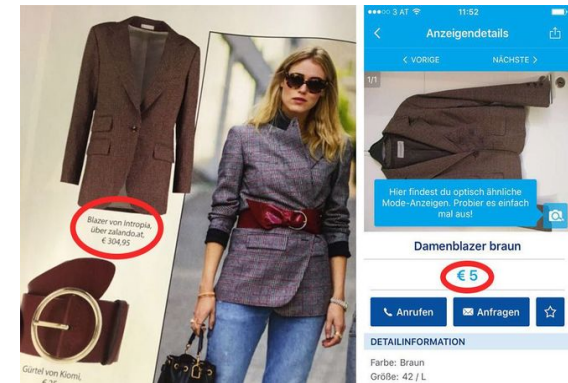 Blazer von Intropia,
über zalando.at,
€ 304,95
Gürtel von Kiomi,
€ 25
3 AT 11:52
Anzeigendetails
< VORIGE NÄCHSTE >
1/1
Hier findest du optisch ähnliche
Mode-Anzeigen. Probier es einfach
mal aus!
Damenblazer braun
€ 5
Anrufen Anfragen
DETAILINFORMATION
Farbe: Braun
Größe: 42 / L